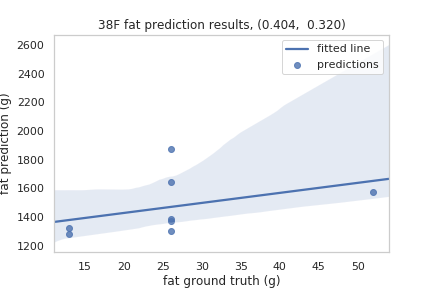 38F fat prediction results, (0.404,  0.320)
fitted line
predictions
2600
2400
2200
2000
1800
1600
1400
1200
fat prediction (g)
15 20 25 30 35 40 45 50
fat ground truth (g)